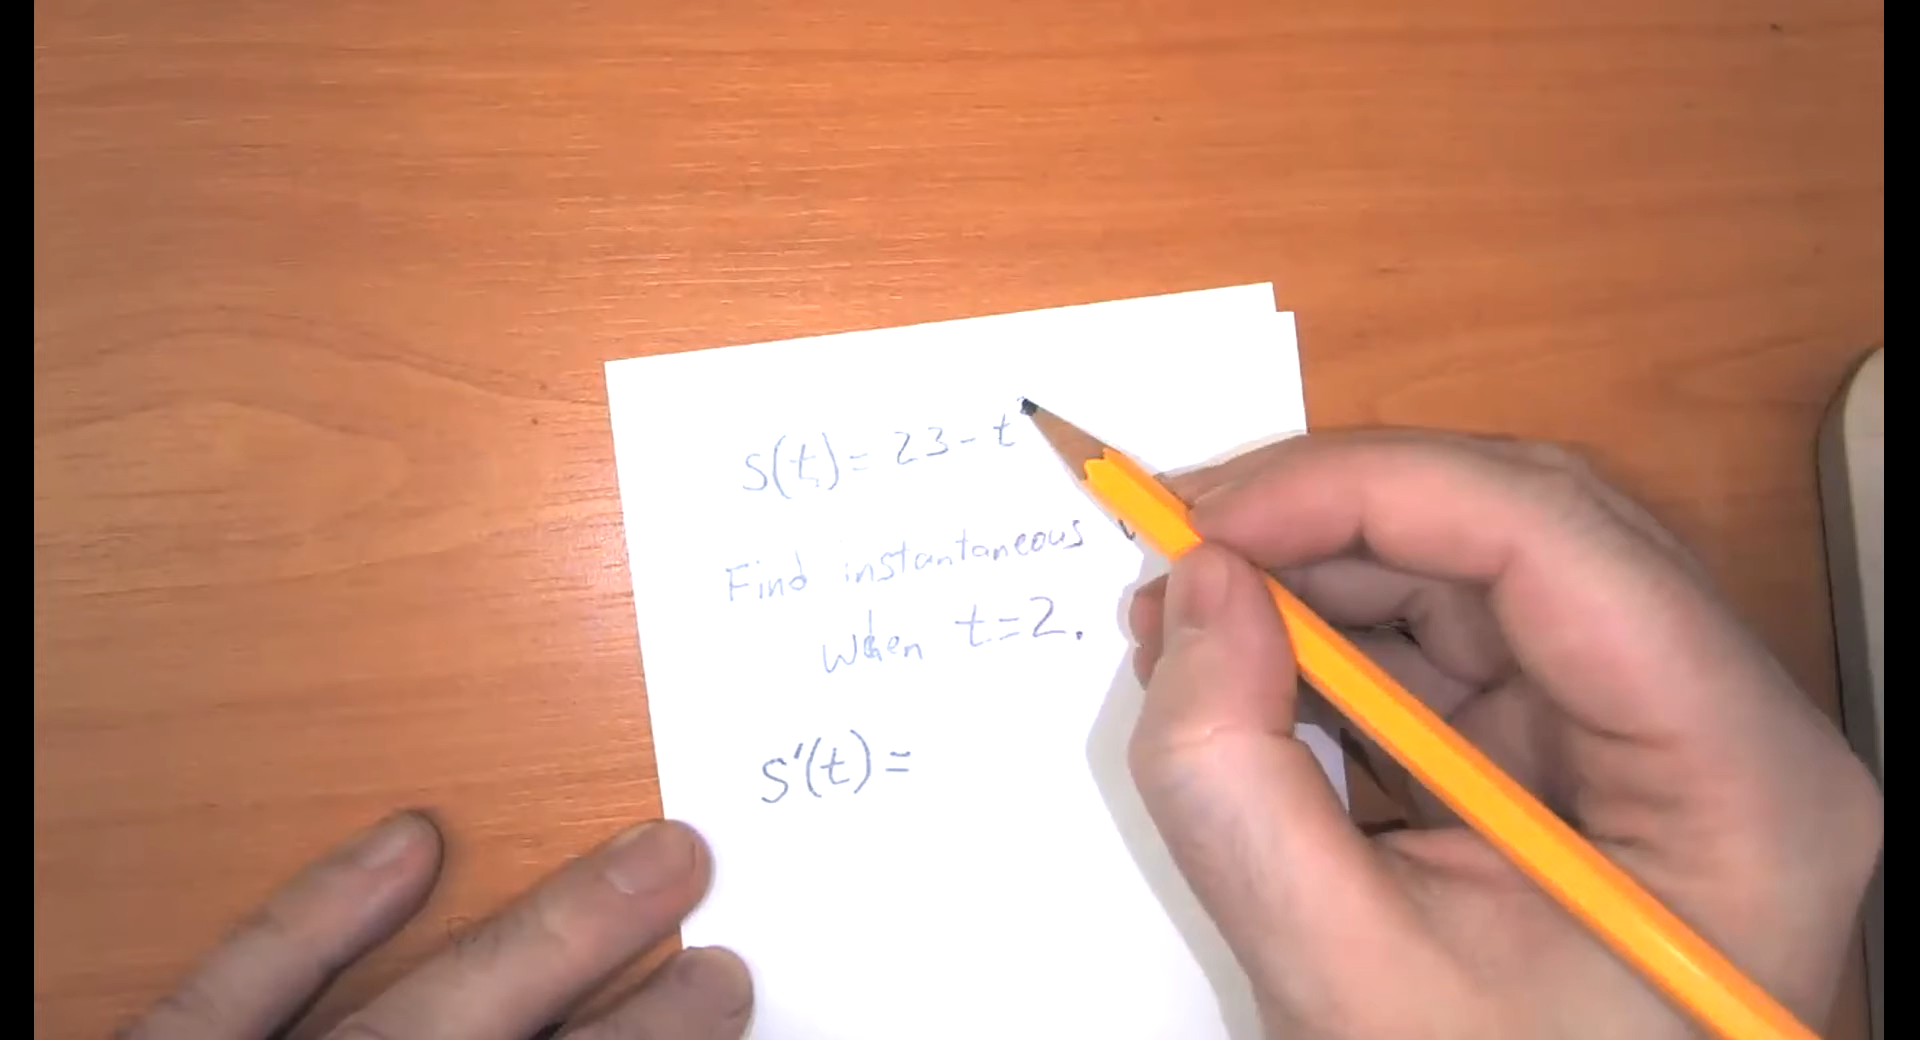 S(t) = 23 - t
Find instantaneous
when t=2.
S'(t) =